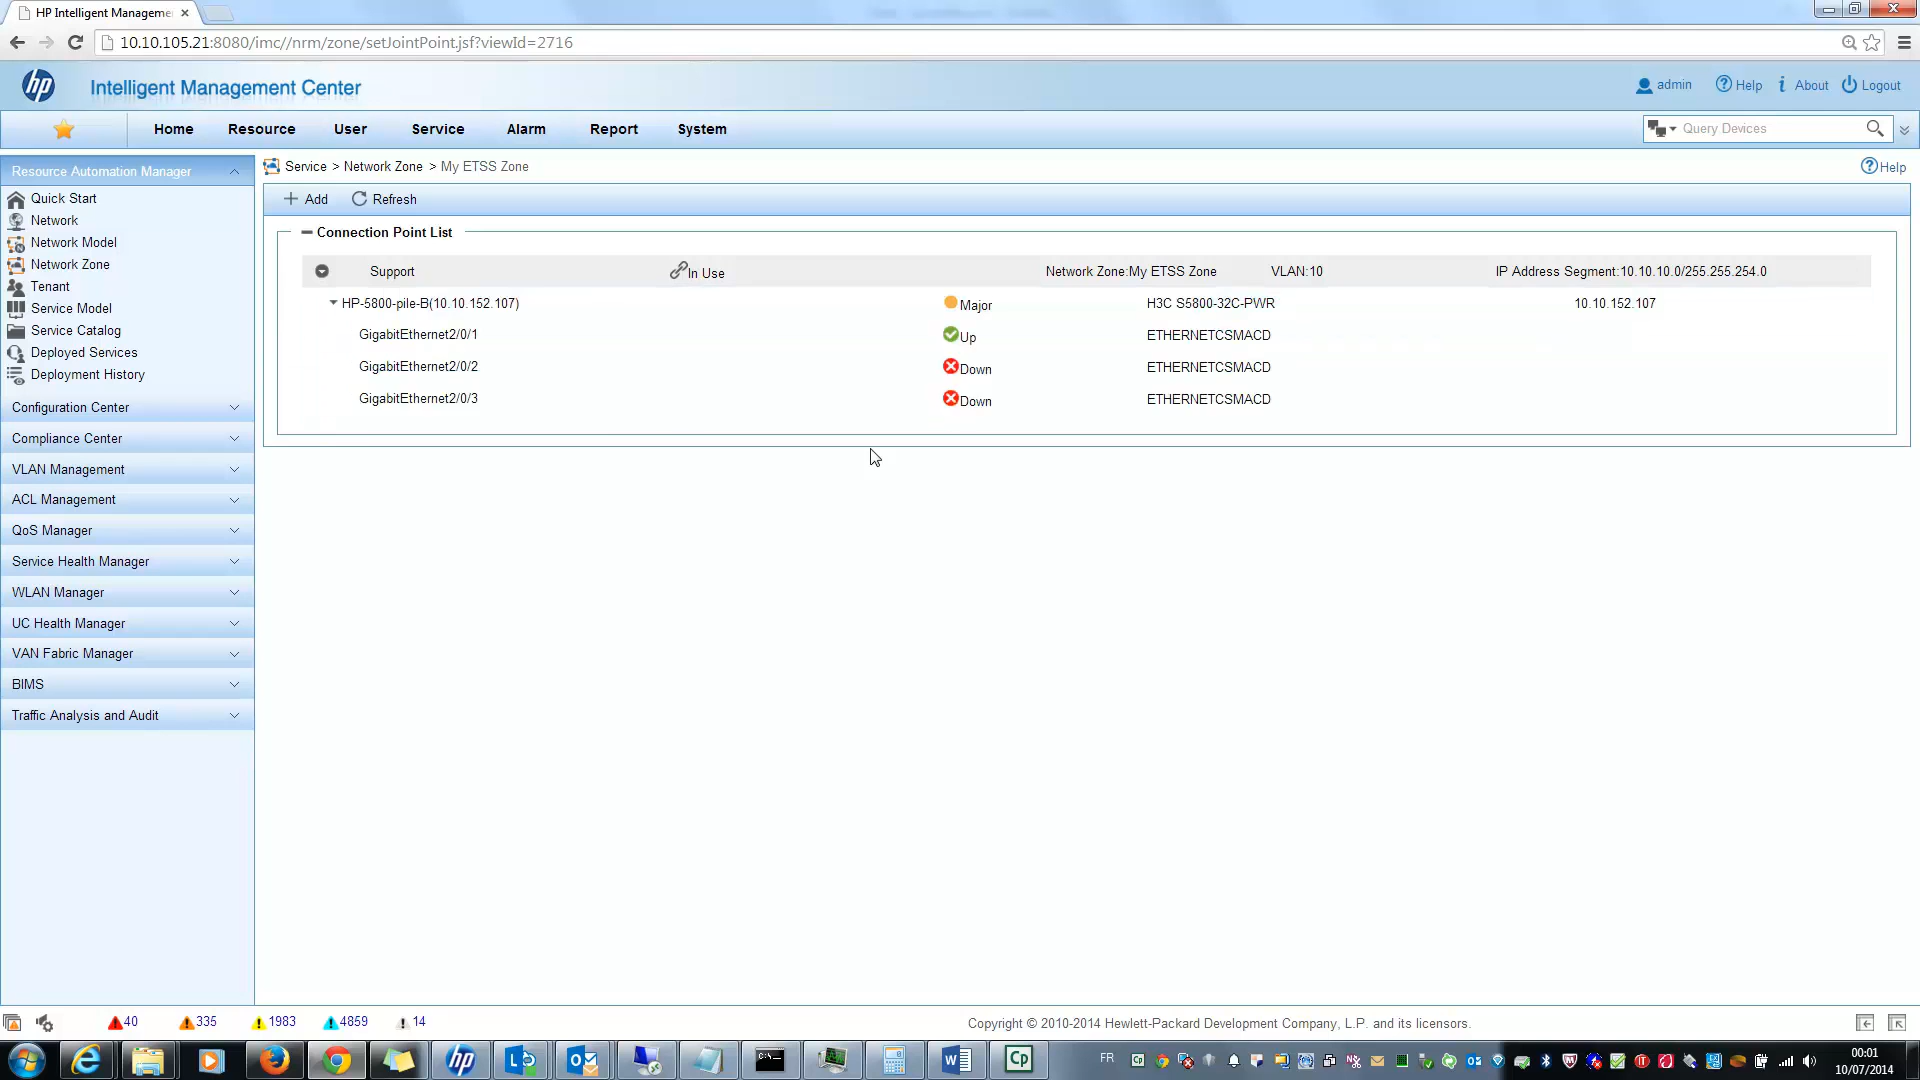 HP Intelligent Manageme
10.10.105.21:8080/imc//nrm/zone/setJointPoint.jsf?viewId=2716
hp Intelligent Management Center
admin Help About Logout
Home Resource User Service Alarm Report System
Query Devices
Resource Automation Manager
Quick Start
Network
Network Model
Network Zone
Tenant
Service Model
Service Catalog
Deployed Services
Deployment History
Configuration Center
Compliance Center
VLAN Management
ACL Management
QoS Manager
Service Health Manager
WLAN Manager
UC Health Manager
VAN Fabric Manager
BIMS
Traffic Analysis and Audit
Service > Network Zone > My ETSS Zone
Help
Add Refresh
Connection Point List
Support In Use Network Zone:My ETSS Zone VLAN:10 IP Address Segment:10.10.10.0/255.255.254.0
HP-5800-pile-B(10.10.152.107) Major H3C S5800-32C-PWR 10.10.152.107
GigabitEthernet2/0/1 Up ETHERNETCSMACD
GigabitEthernet2/0/2 Down ETHERNETCSMACD
GigabitEthernet2/0/3 Down ETHERNETCSMACD
40 335 1983 4859 14
Copyright © 2010-2014 Hewlett-Packard Development Company, L.P. and its licensors.
FR
00:01
10/07/2014